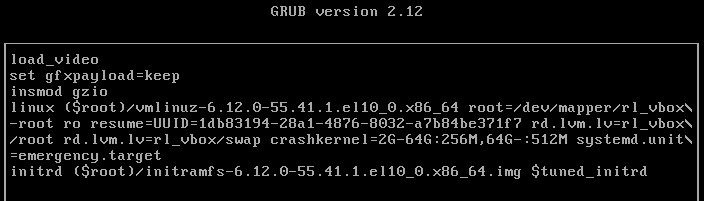 GRUB version 2.12
load_video
set gfxpayload=keep
insmod gzio
linux ($root)/vmlinuz-6.12.0-55.41.1.el10_0.x86_64 root=/dev/mapper/rl_vbox\
-root ro resume=UUID=1db83194-28a1-4876-8032-a7b84be371f7 rd.lvm.lv=rl_vbox\
/root rd.lvm.lv=rl_vbox/swap crashkernel=2G-64G:256M,64G-:512M systemd.unit\
=emergency.target
initrd ($root)/initramfs-6.12.0-55.41.1.el10_0.x86_64.img $tuned_initrd